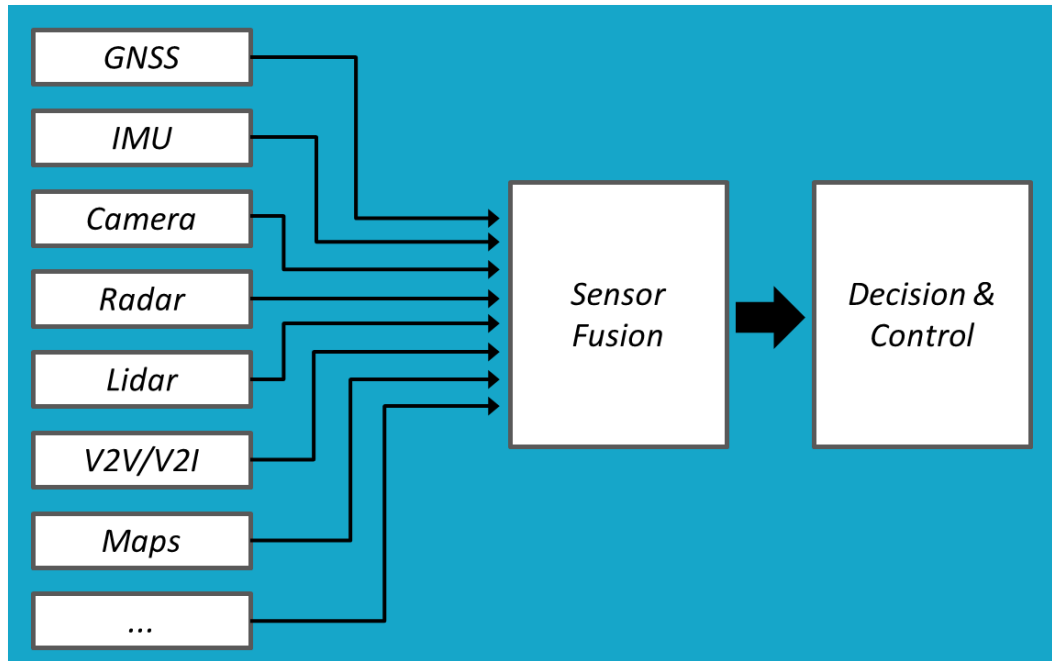 GNSS
IMU
Camera
Radar
Lidar
V2V/V2I
Maps
...
Sensor
Fusion
Decision &
Control